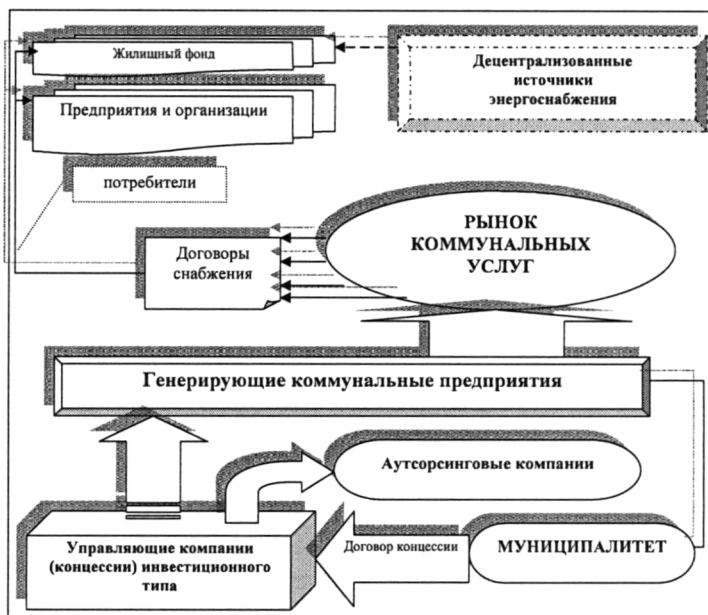 Жилищный фонд
Децентрализованные
источники
энергоснабжения
Предприятия и организации
потребители
РЫНОК
КОММУНАЛЬНЫХ
УСЛУГ
Договоры
снабжения
Генерирующие коммунальные предприятия
Аутсорсинговые компании
Управляющие компании
(концессии) инвестиционного
типа
Договор концессии
МУНИЦИПАЛИТЕТ